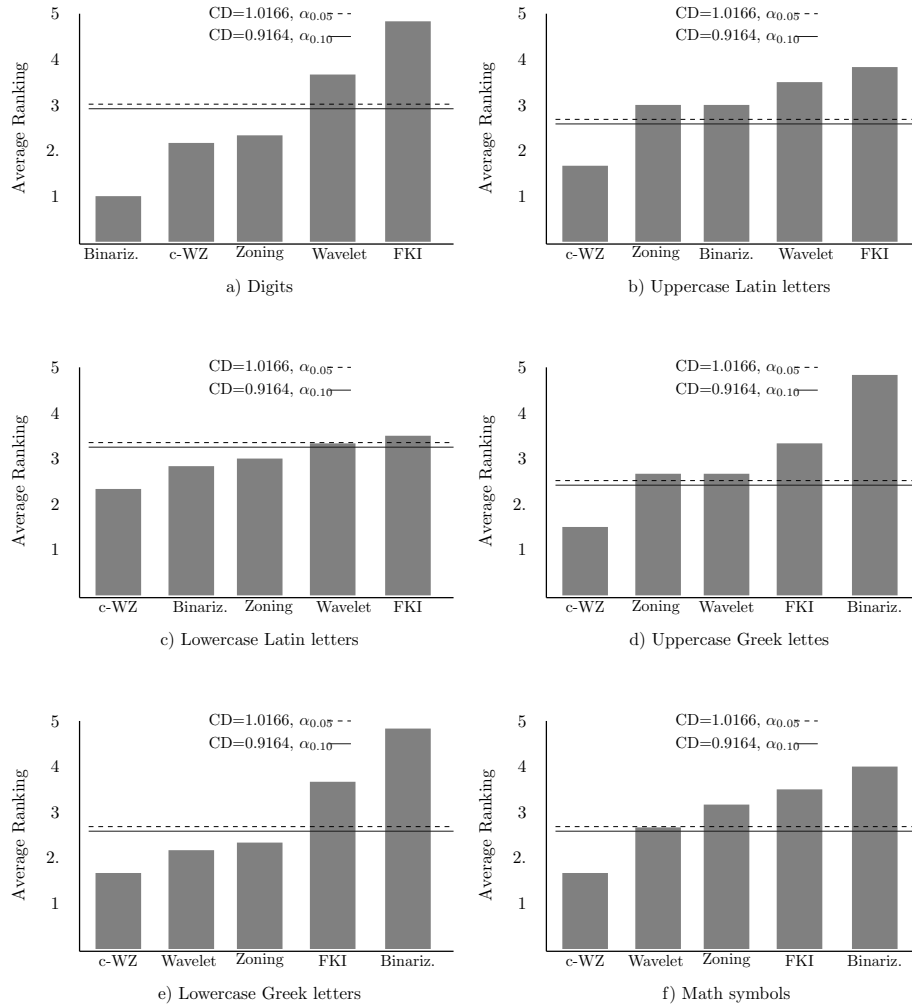 CD=1.0166, α0.05
CD=0.9164, α0.10
Average Ranking
5
4
3
2.
1
Binariz. c-WZ Zoning Wavelet FKI
a) Digits
CD=1.0166, α0.05
CD=0.9164, α0.10
Average Ranking
5
4
3
2.
1
c-WZ Zoning Binariz. Wavelet FKI
b) Uppercase Latin letters
CD=1.0166, α0.05
CD=0.9164, α0.10
Average Ranking
5
4
3
2.
1
c-WZ Binariz. Zoning Wavelet FKI
c) Lowercase Latin letters
CD=1.0166, α0.05
CD=0.9164, α0.10
Average Ranking
5
4
3
2.
1
c-WZ Zoning Wavelet FKI Binariz.
d) Uppercase Greek lettes
CD=1.0166, α0.05
CD=0.9164, α0.10
Average Ranking
5
4
3
2.
1
c-WZ Wavelet Zoning FKI Binariz.
e) Lowercase Greek letters
CD=1.0166, α0.05
CD=0.9164, α0.10
Average Ranking
5
4
3
2.
1
c-WZ Wavelet Zoning FKI Binariz.
f) Math symbols